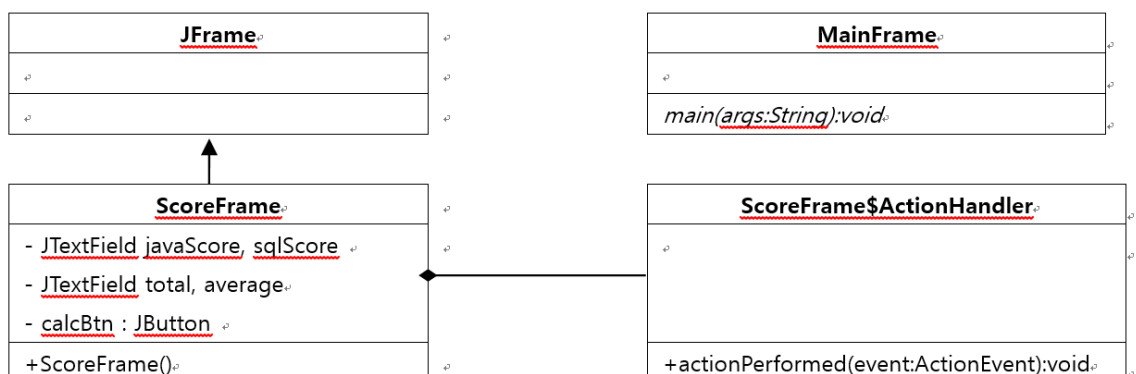 JFrame
MainFrame
main(args:String):void
ScoreFrame
ScoreFrame$ActionHandler
- JTextField javaScore, sqlScore
- JTextField total, average
- calcBtn : JButton
+ScoreFrame()
+actionPerformed(event:ActionEvent):void